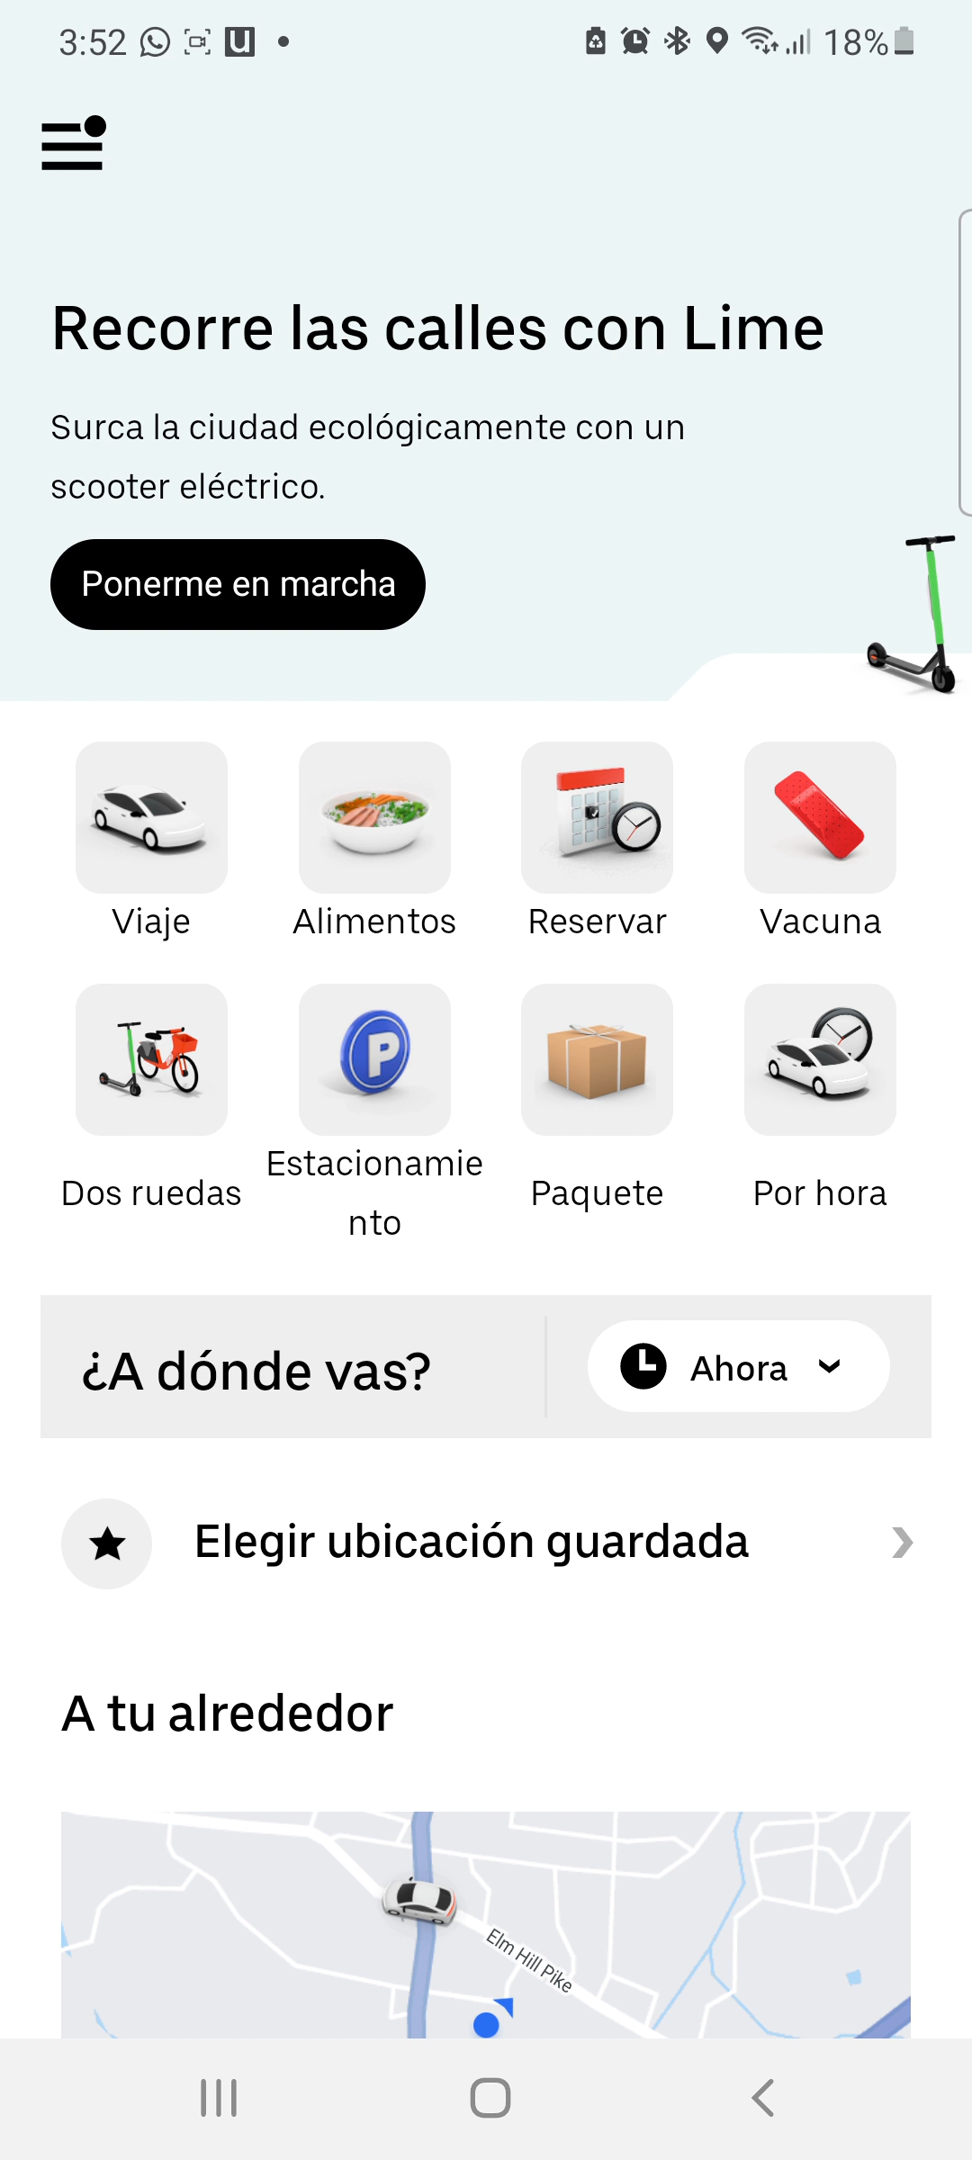 3:52
18%
Recorre las calles con Lime
Surca la ciudad ecológicamente con un
scooter eléctrico.
Ponerme en marcha
Viaje
Alimentos
Reservar
Vacuna
P
Dos ruedas
Estacionamie
nto
Paquete
Por hora
¿A dónde vas?
Ahora
Elegir ubicación guardada
A tu alrededor
Elm Hill Pike